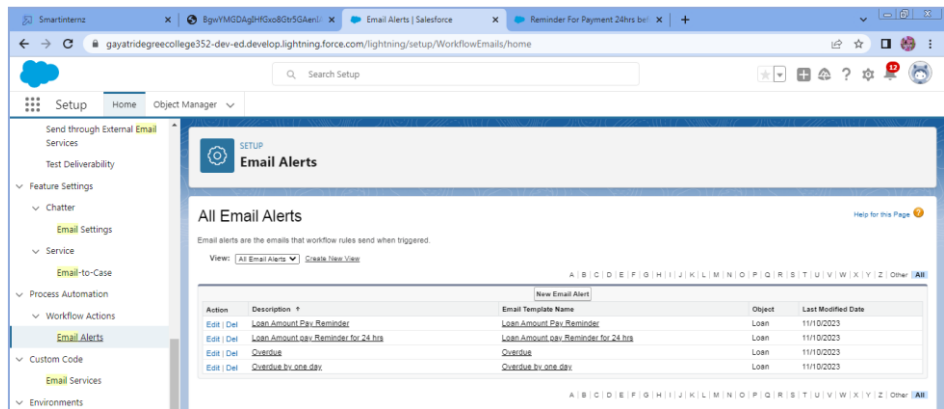 Smartinternz
BgwYMGDAgIHfGxo8Gtr5GAenI
Email Alerts | Salesforce
Reminder For Payment 24hrs bef
gayatridegreecollege352-dev-ed.develop.lightning.force.com/lightning/setup/WorkflowEmails/home
Search Setup
12
Setup
Home
Object Manager
Send through External Email
Services
Test Deliverability
Feature Settings
Chatter
Email Settings
Service
Email-to-Case
Process Automation
Workflow Actions
Email Alerts
Custom Code
Email Services
Environments
SETUP
Email Alerts
All Email Alerts
Help for this Page
Email alerts are the emails that workflow rules send when triggered.
View: All Email Alerts Create New View
A | B | C | D | E | F | G | H | I | J | K | L | M | N | O | P | Q | R | S | T | U | V | W | X | Y | Z | Other All
New Email Alert
Action Description ↑ Email Template Name Object Last Modified Date
Edit | Del Loan Amount Pay Reminder Loan Amount Pay Reminder Loan 11/10/2023
Edit | Del Loan Amount pay Reminder for 24 hrs Loan Amount pay Reminder for 24 hrs Loan 11/10/2023
Edit | Del Overdue Overdue Loan 11/10/2023
Edit | Del Overdue by one day Overdue by one day Loan 11/10/2023
A | B | C | D | E | F | G | H | I | J | K | L | M | N | O | P | Q | R | S | T | U | V | W | X | Y | Z | Other All